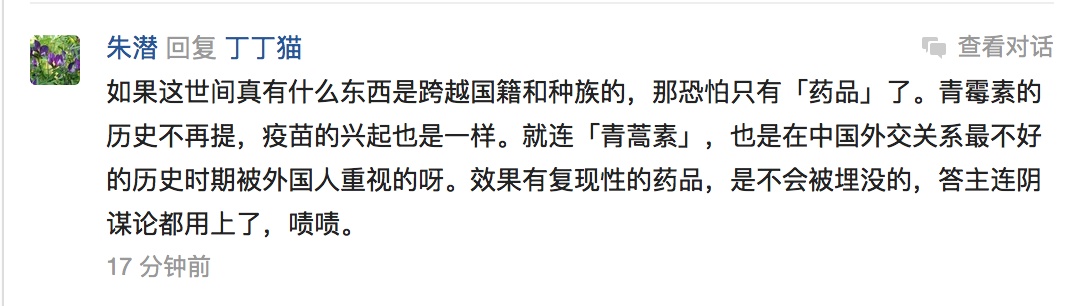 朱潜 回复 丁丁猫 查看对话
如果这世间真有什么东西是跨越国籍和种族的，那恐怕只有「药品」了。青霉素的
历史不再提，疫苗的兴起也是一样。就连「青蒿素」，也是在中国外交关系最不好
的历史时期被外国人重视的呀。效果有复现性的药品，是不会被埋没的，答主连阴
谋论都用上了，啧啧。
17 分钟前